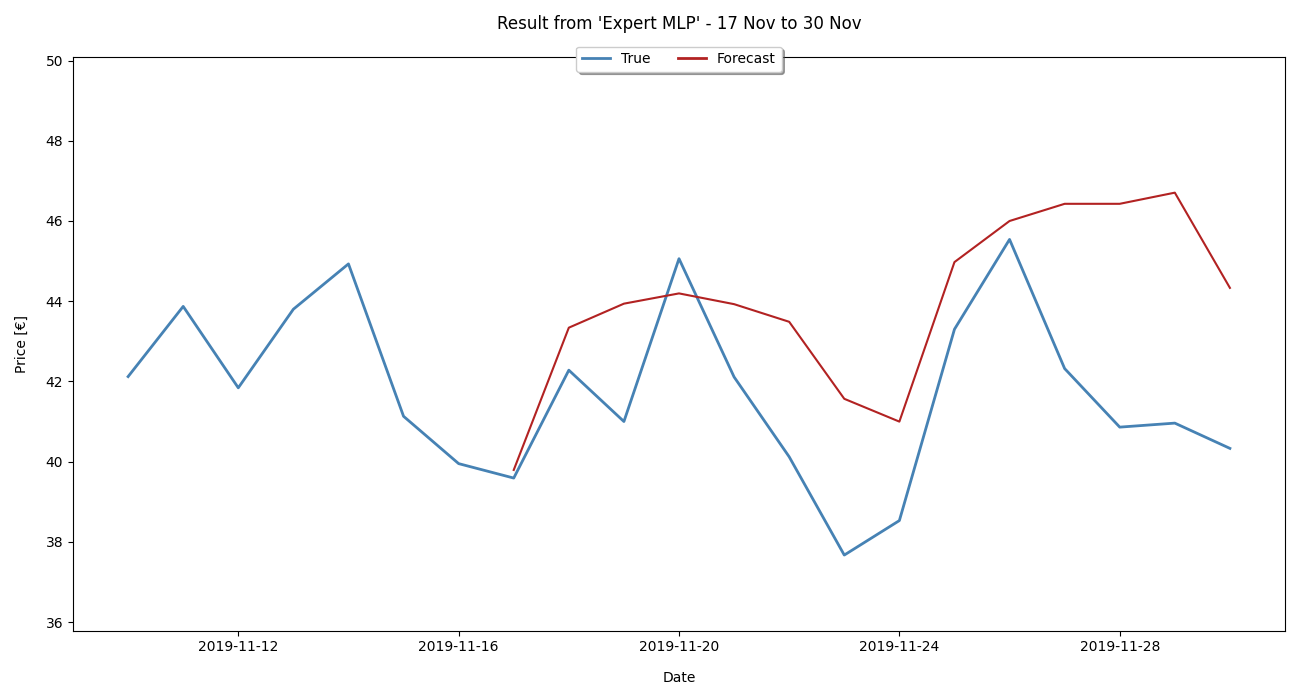 Result from 'Expert MLP' - 17 Nov to 30 Nov
True Forecast
50
48
46
44
42
40
38
36
Price [€]
2019-11-12 2019-11-16 2019-11-20 2019-11-24 2019-11-28
Date